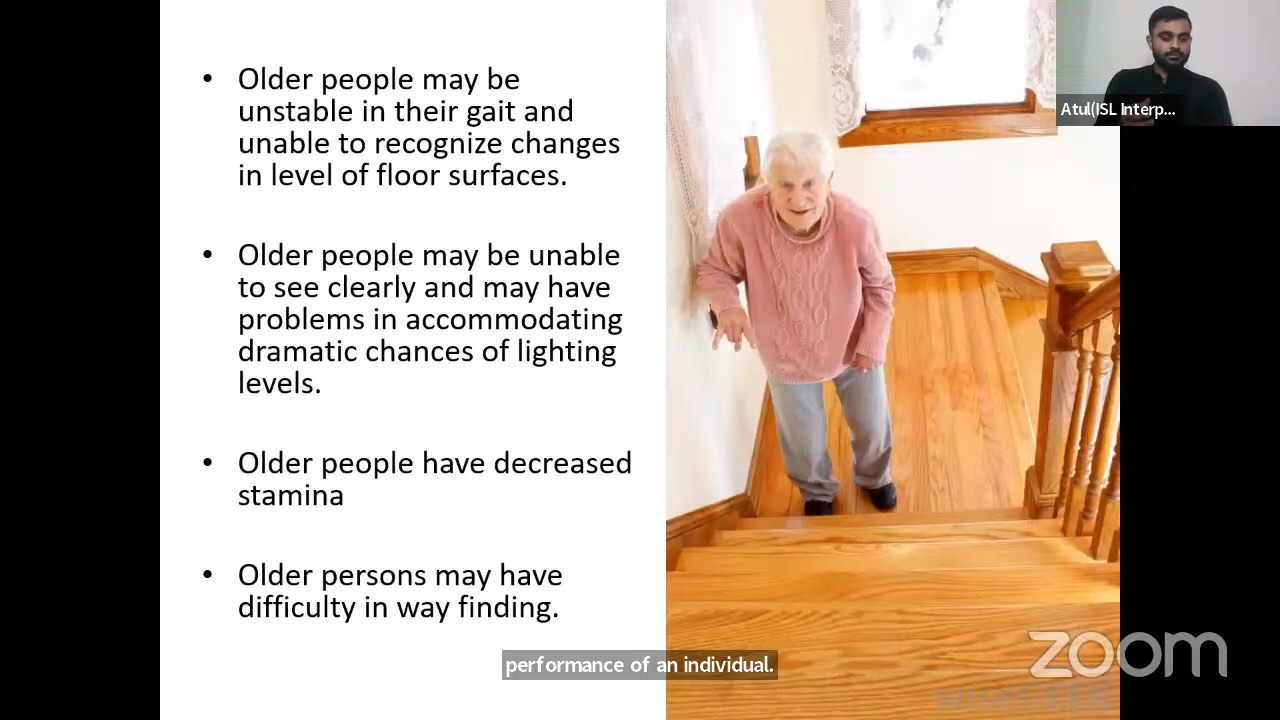 • Older people may be
unstable in their gait and
unable to recognize changes
in level of floor surfaces.
• Older people may be unable
to see clearly and may have
problems in accommodating
dramatic chances of lighting
levels.
• Older people have decreased
stamina
• Older persons may have
difficulty in way finding.
Atul(ISL Interp...
performance of an individual.
zoom
wiseGEEK